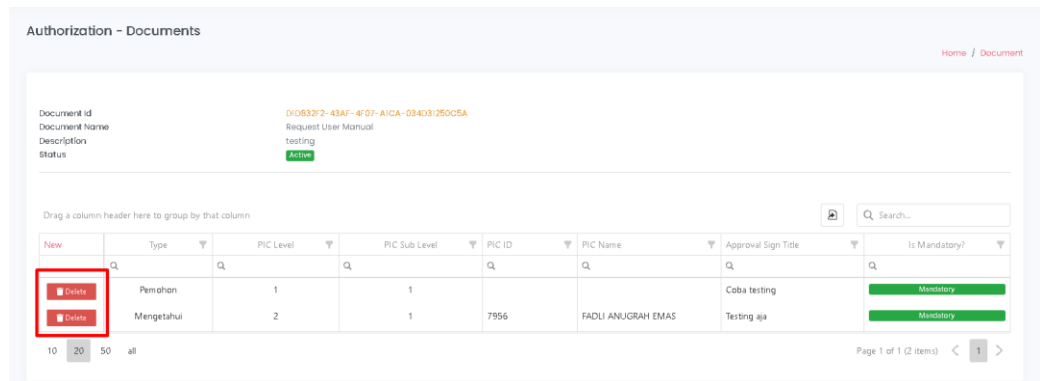 Authorization - Documents
Home / Document
Document Id D1D832F2-43AF-4F07-A1CA-034D31250C5A
Document Name Request User Manual
Description testing
Status Active
Drag a column header here to group by that column Search...
New Type PIC Level PIC Sub Level PIC ID PIC Name Approval Sign Title Is Mandatory?
Delete Pemohon 1 1 Coba testing Mandatory
Delete Mengetahui 2 1 7956 FADLI ANUGRAH EMAS Testing aja Mandatory
10 20 50 all Page 1 of 1 (2 items) < 1 >